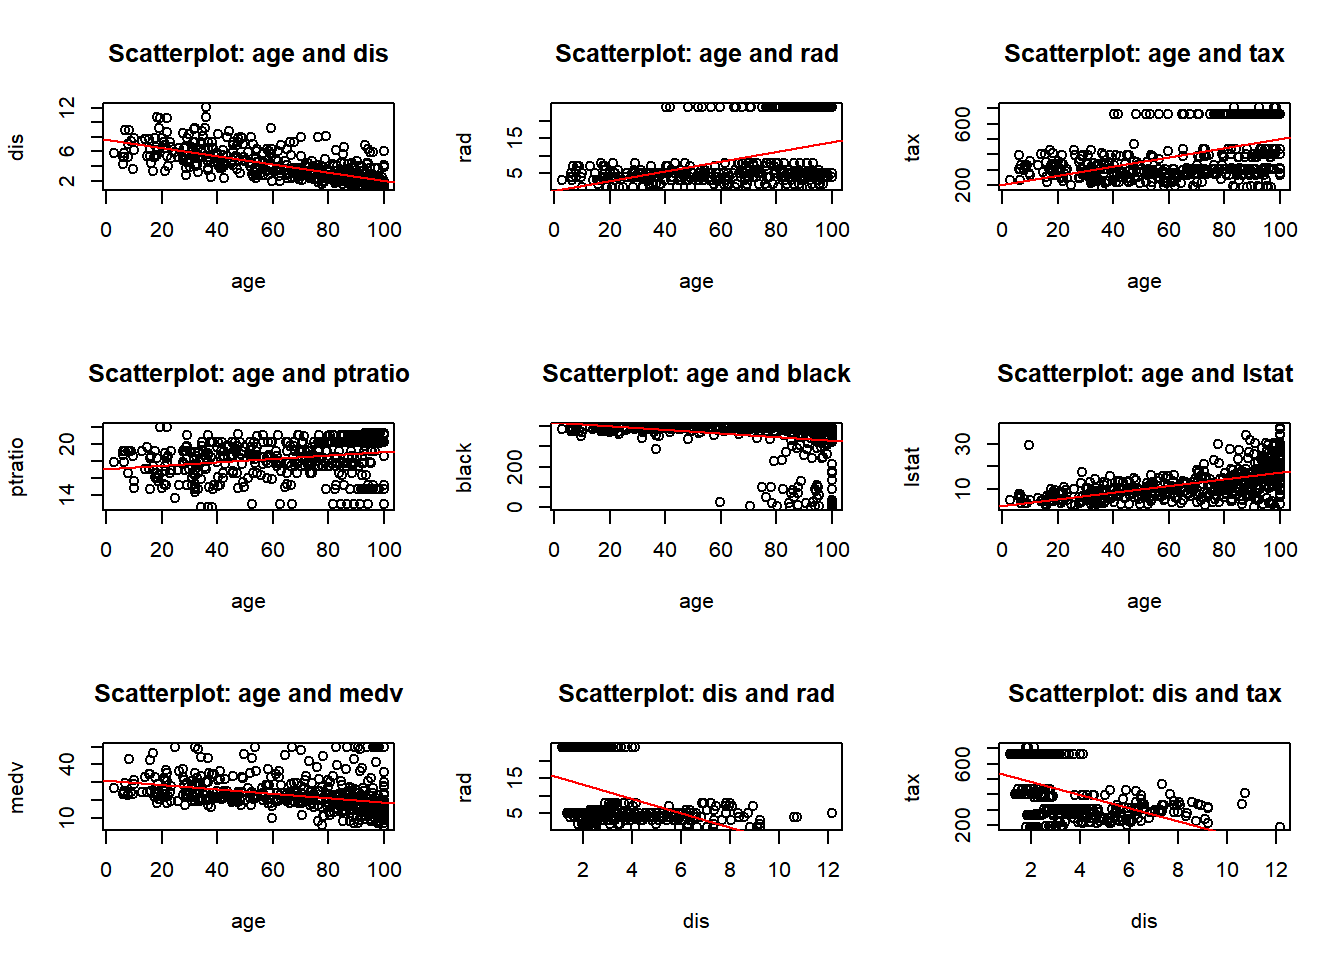 Scatterplot: age and dis
dis
12
6
2
0 20 40 60 80 100
age
Scatterplot: age and rad
rad
15
5
0 20 40 60 80 100
age
Scatterplot: age and tax
tax
600
200
0 20 40 60 80 100
age
Scatterplot: age and ptratio
ptratio
20
14
0 20 40 60 80 100
age
Scatterplot: age and black
black
200
0
0 20 40 60 80 100
age
Scatterplot: age and lstat
lstat
30
10
0 20 40 60 80 100
age
Scatterplot: age and medv
medv
40
10
0 20 40 60 80 100
age
Scatterplot: dis and rad
rad
15
5
2 4 6 8 10 12
dis
Scatterplot: dis and tax
tax
600
200
2 4 6 8 10 12
dis